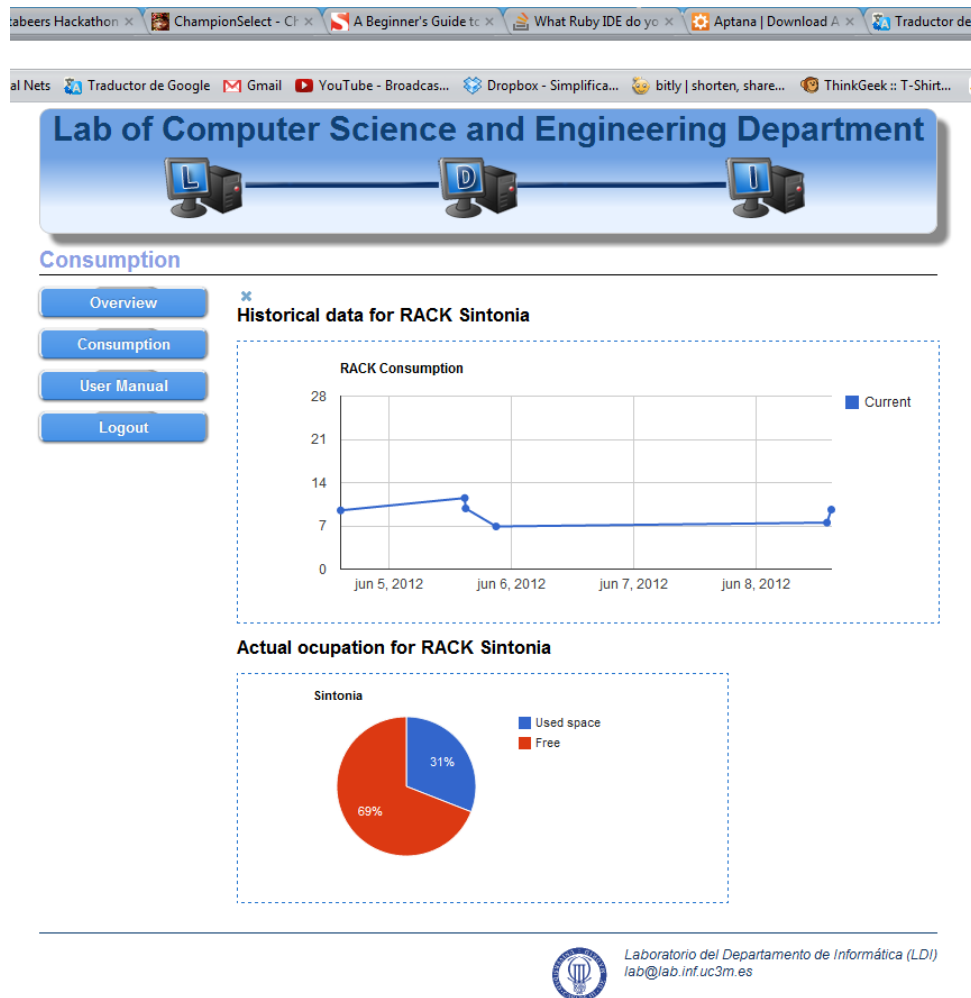 tabeers Hackathon
ChampionSelect - Ch
A Beginner's Guide to
What Ruby IDE do yo
Aptana | Download A
Traductor de
al Nets
Traductor de Google
Gmail
YouTube - Broadcas...
Dropbox - Simplifica...
bitly | shorten, share...
ThinkGeek :: T-Shirt...
Lab of Computer Science and Engineering Department
L
D
I
Consumption
Overview
Consumption
User Manual
Logout
Historical data for RACK Sintonia
RACK Consumption
28
21
14
7
0
Current
jun 5, 2012
jun 6, 2012
jun 7, 2012
jun 8, 2012
Actual ocupation for RACK Sintonia
Sintonia
Used space
Free
31%
69%
Laboratorio del Departamento de Informática (LDI)
lab@lab.inf.uc3m.es